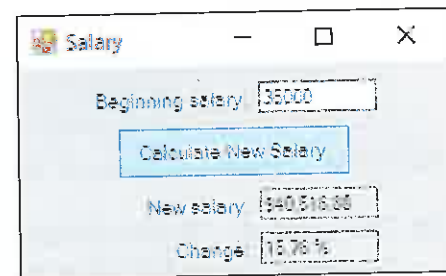 Salary
Beginning salary 35000
Calculate New Salary
New salary $40,516.88
Change 15.76 %